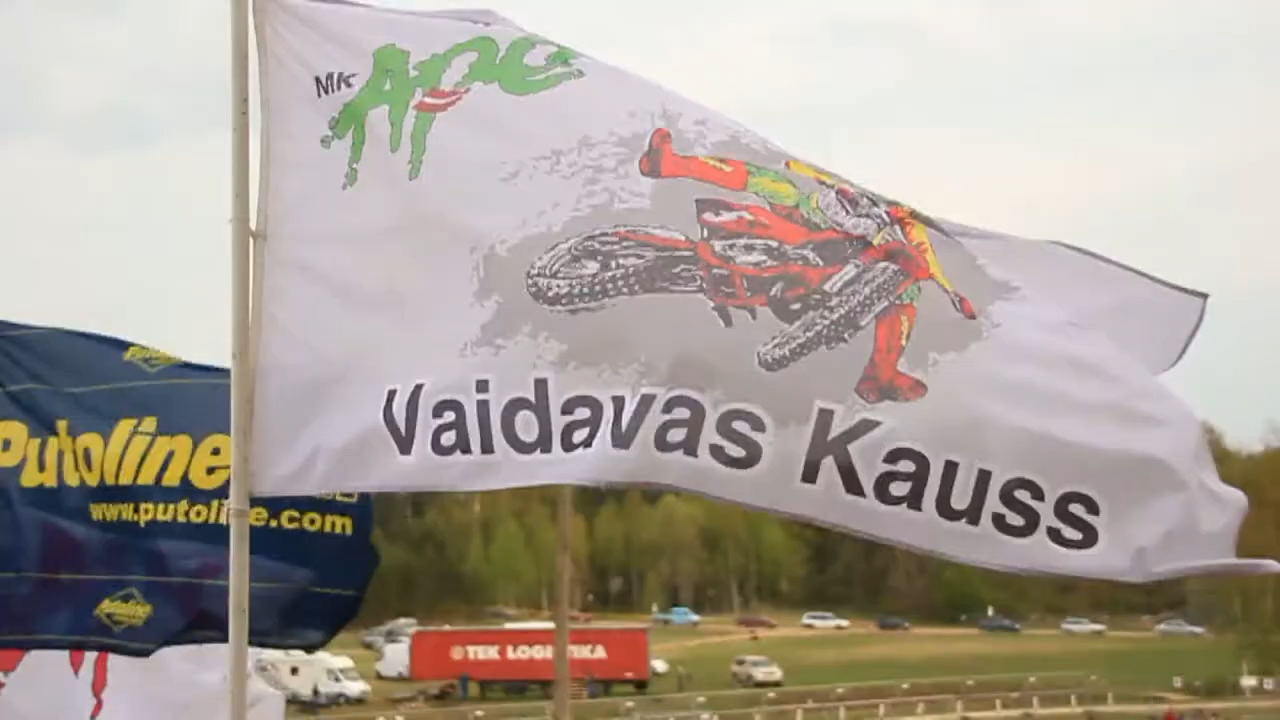 MK APE
Vaidavas Kauss
Putoline
www.putoline.com
TEK LOGISTIKA